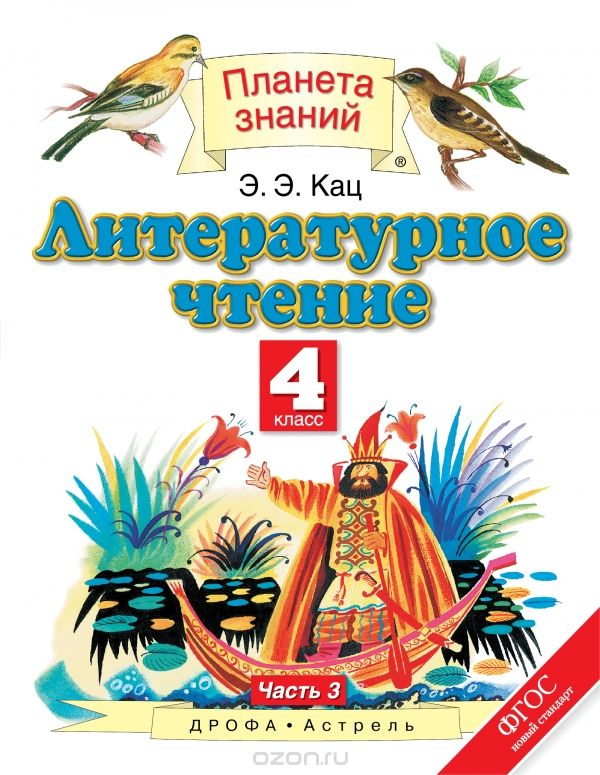 Планета
знаний
®
Э. Э. Кац
Литературное
чтение
4
класс
Часть 3
ДРОФА • Астрель
ФГОС
новый стандарт
ozon.ru